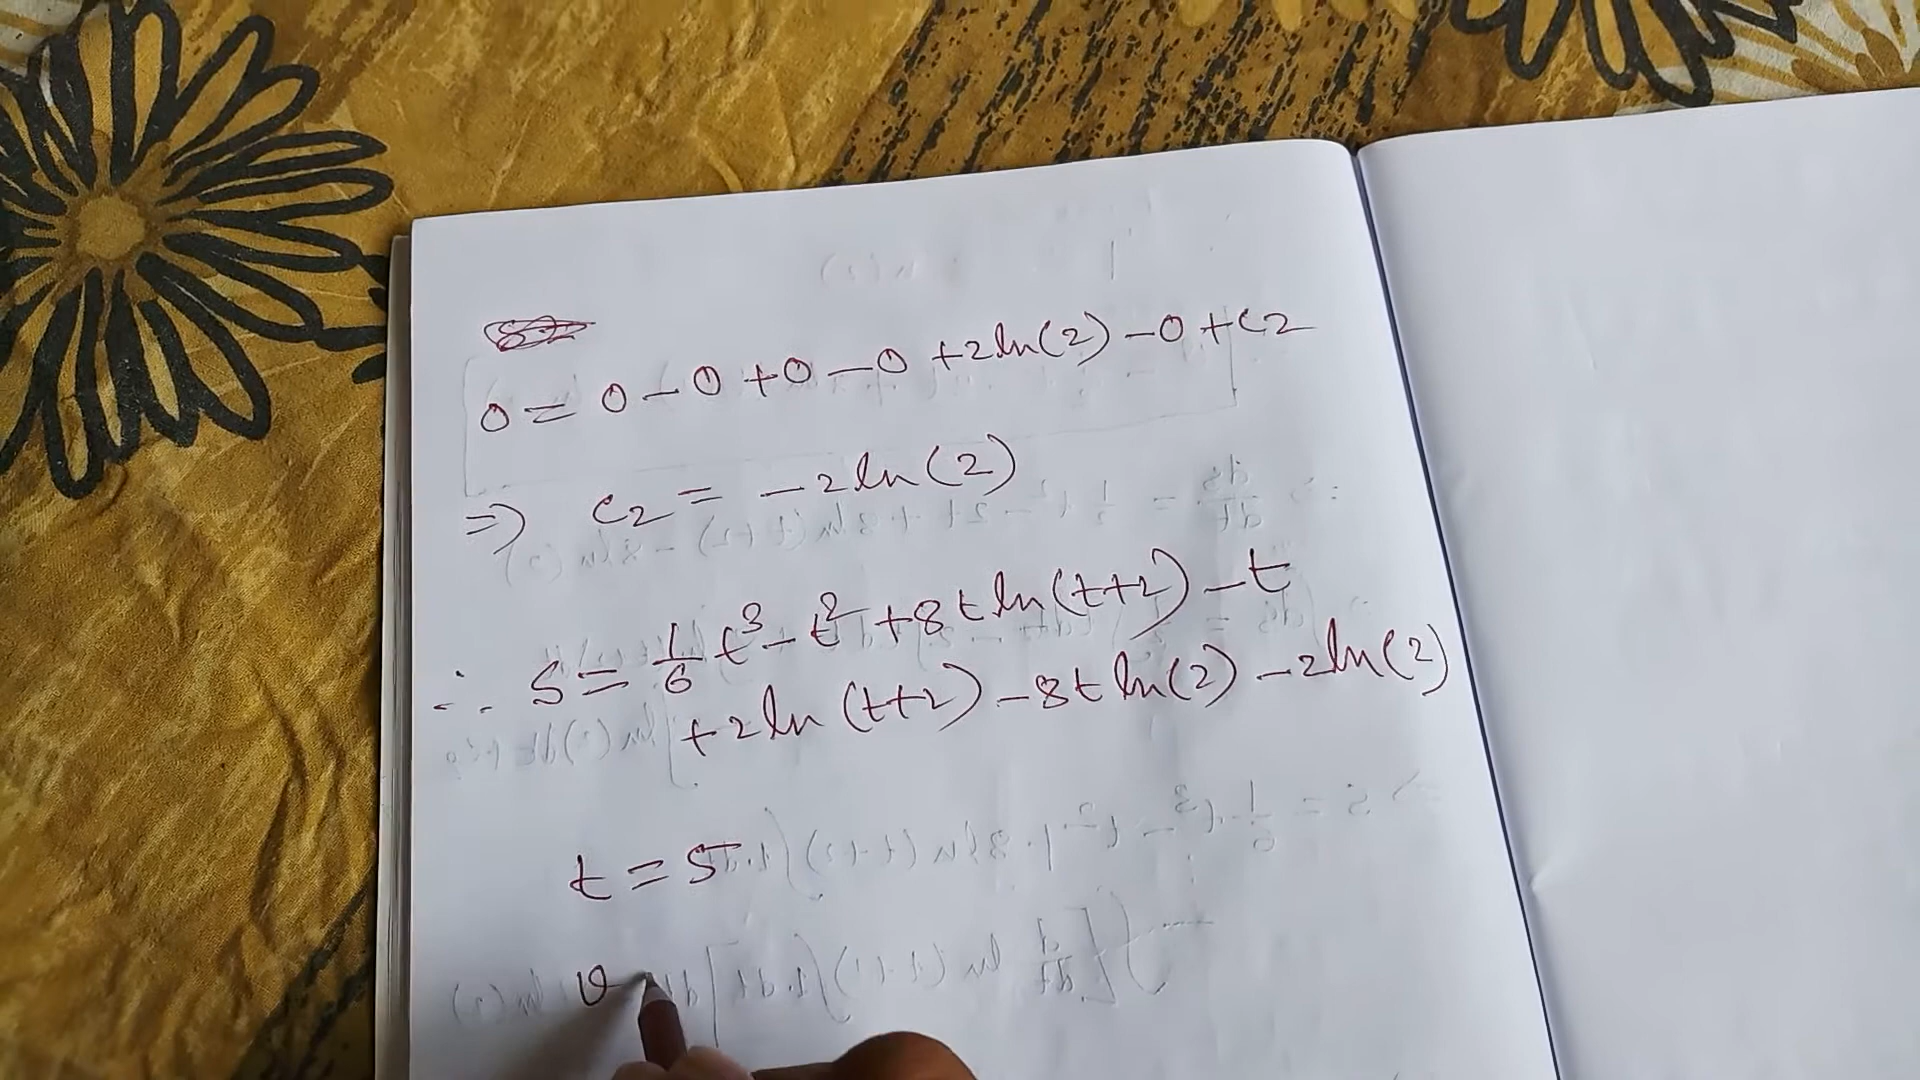 0 = 0 - 0 + 0 - 0 + 2ln(2) - 0 + c2
=> c2 = -2ln(2)
∴ s = 1/6 t³ - t² + 8t ln(t+2) - t
+ 2ln(t+2) - 8t ln(2) - 2ln(2)
t = 5
v